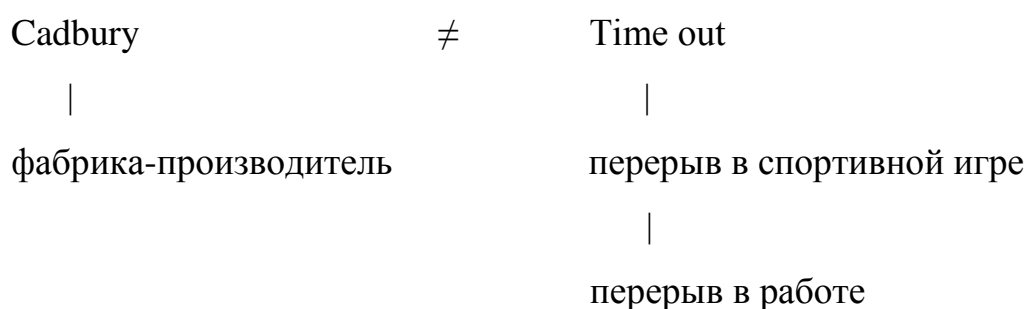 Cadbury ≠ Time out
| |
фабрика-производитель перерыв в спортивной игре
|
перерыв в работе